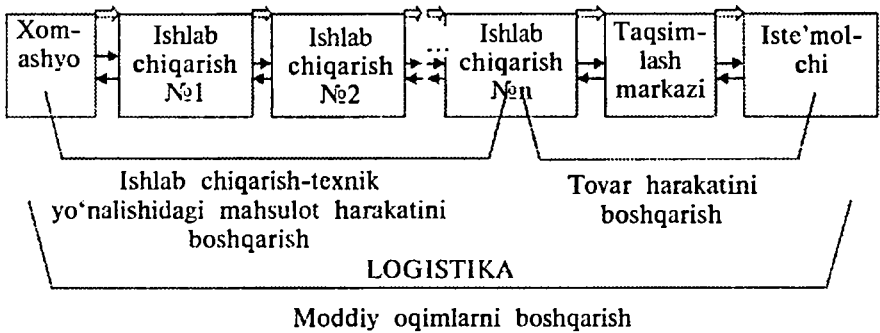 Xom-
ashyo
Ishlab
chiqarish
№1
Ishlab
chiqarish
№2
...
Ishlab
chiqarish
№n
Taqsim-
lash
markazi
Iste’mol-
chi
Ishlab chiqarish-texnik
yo‘nalishidagi mahsulot harakatini
boshqarish
Tovar harakatini
boshqarish
LOGISTIKA
Moddiy oqimlarni boshqarish